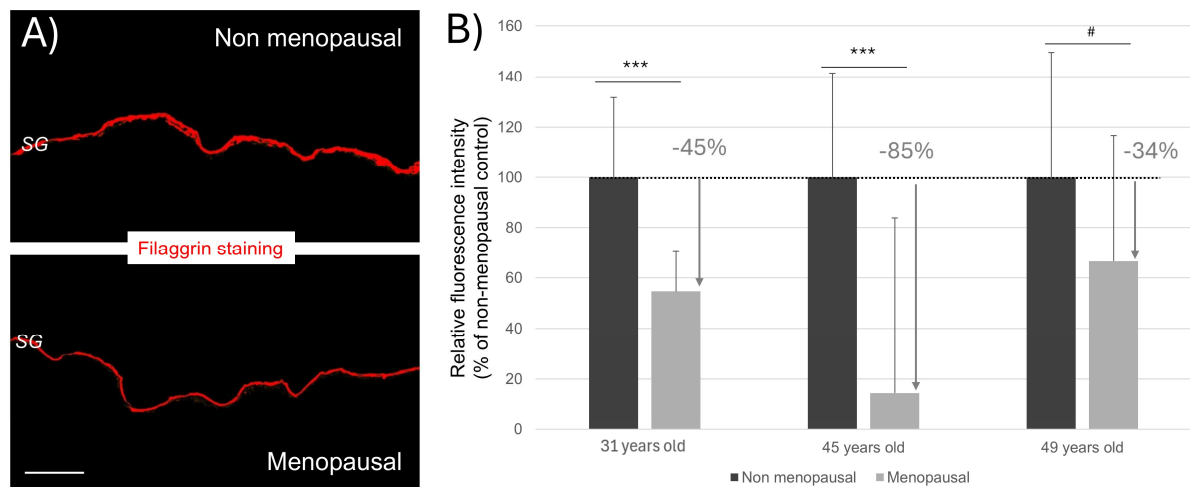 A)
Non menopausal
SG
Filaggrin staining
SG
Menopausal
B)
Relative fluorescence intensity
(% of non-menopausal control)
160
140
120
100
80
60
40
20
0
***
***
#
-45%
-85%
-34%
31 years old
45 years old
49 years old
Non menopausal
Menopausal